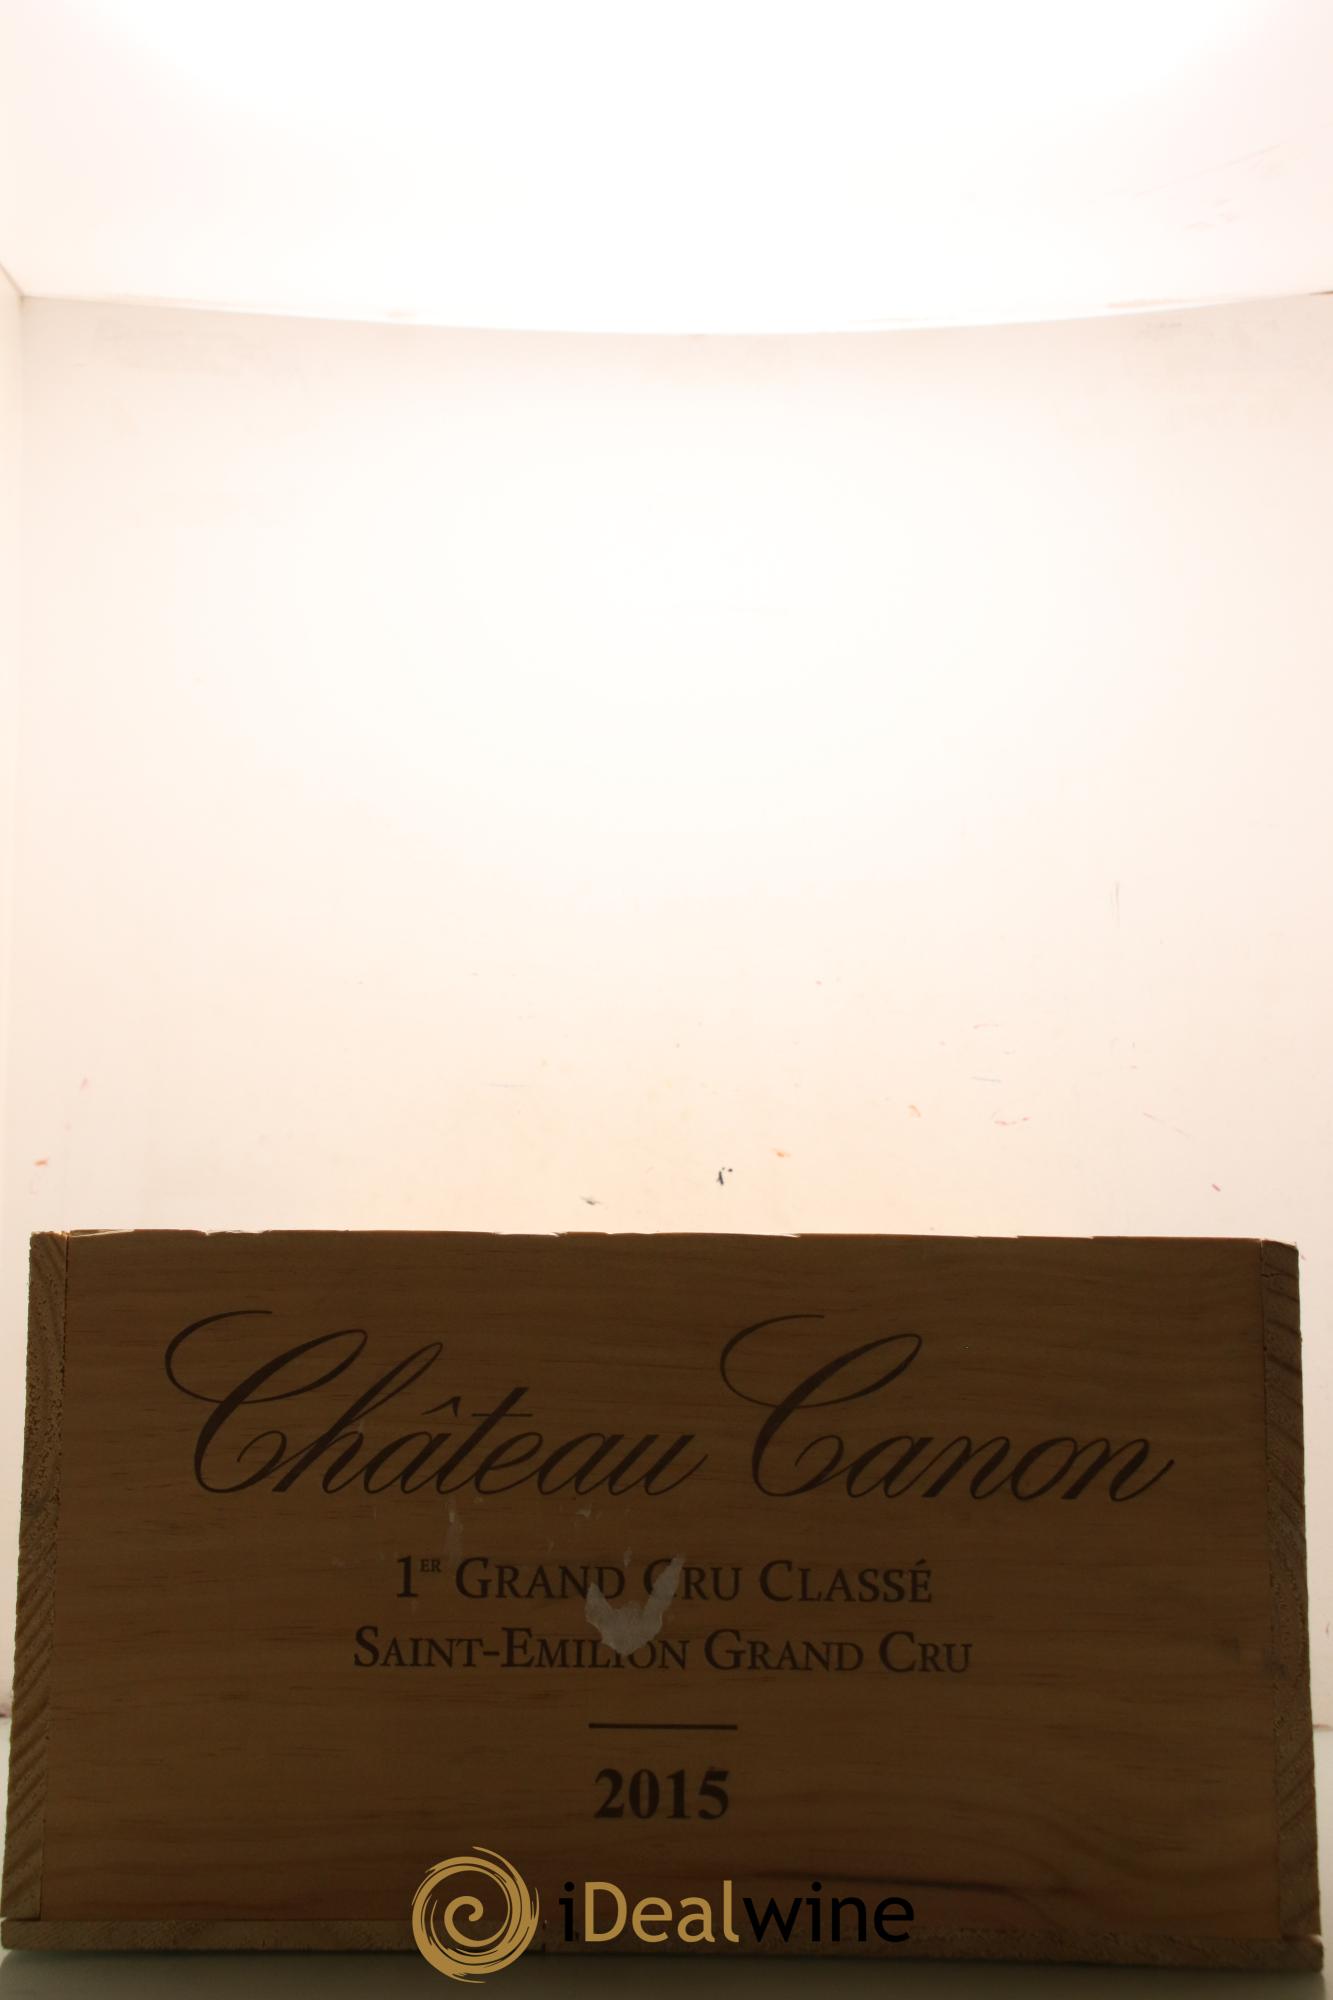 Château Canon
1ER GRAND CRU CLASSÉ
SAINT-EMILION GRAND CRU
2015
iDealwine